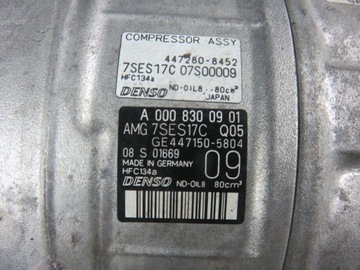 COMPRESSOR ASSY
447280-8452
7SES17C 07S00009
HFC134a
ND-OIL8 80cm³
DENSO JAPAN
A 000 830 09 01
AMG 7SES17C Q05
GE447150-5804
08 S 01669
MADE IN GERMANY
HFC134a
09
DENSO ND-OIL8 80cm³